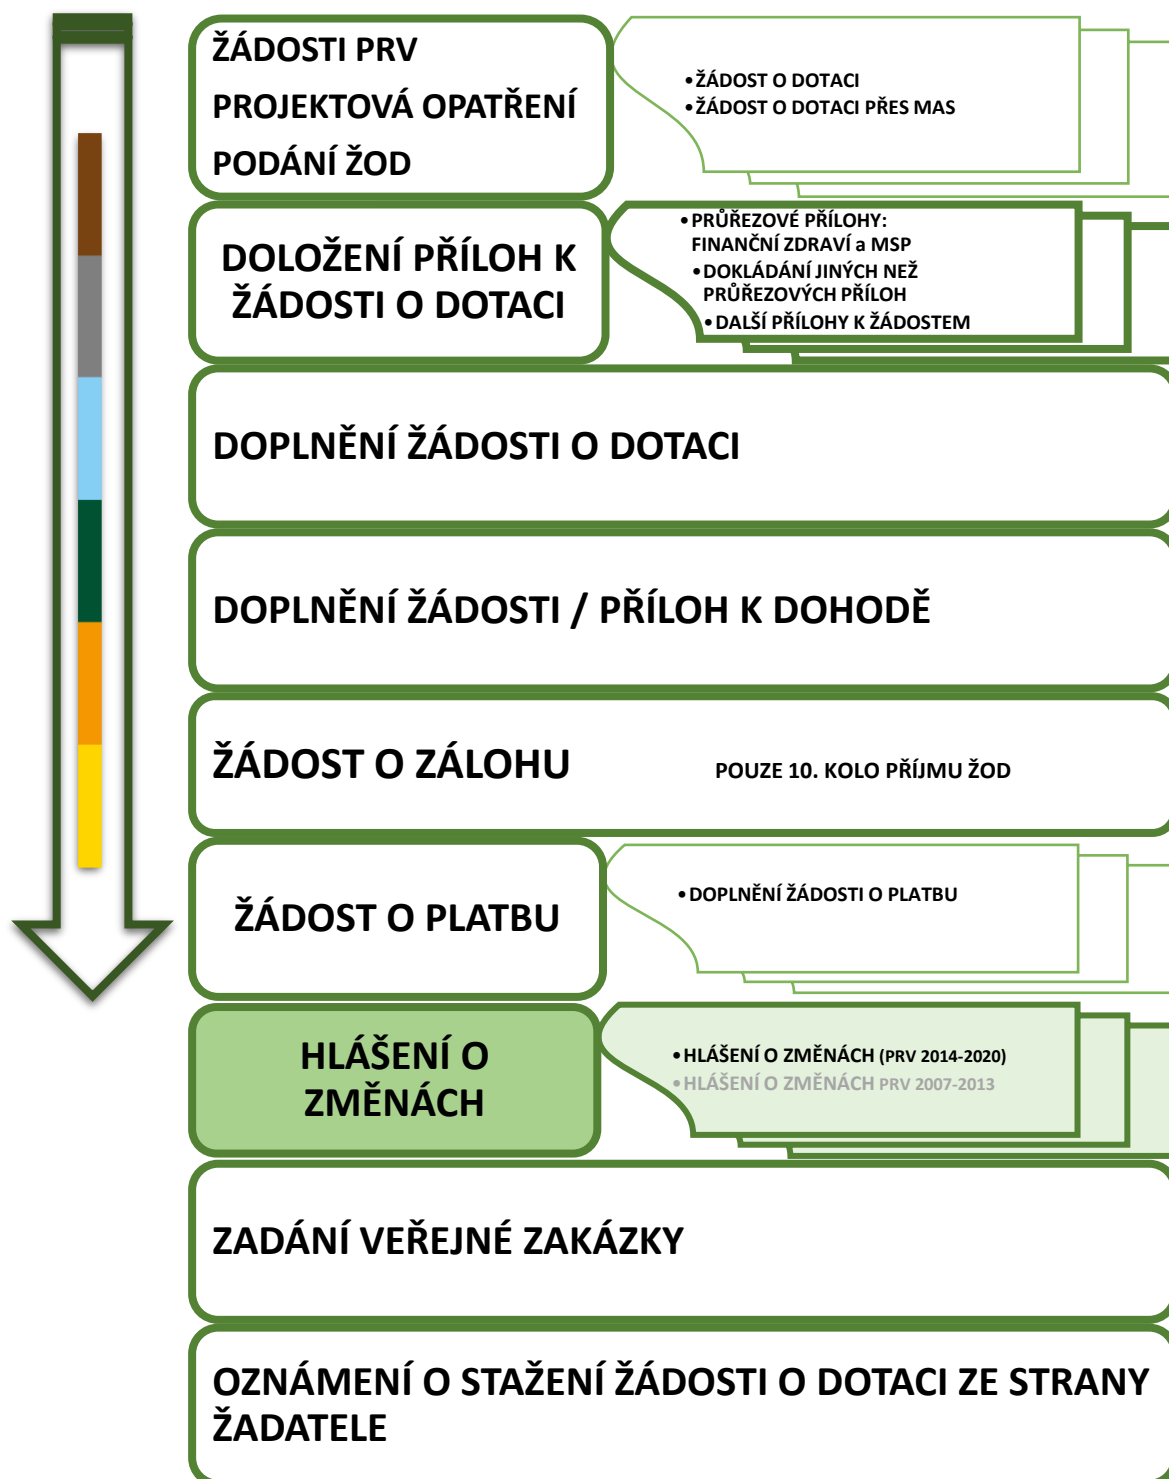 ŽÁDOSTI PRV
PROJEKTOVÁ OPATŘENÍ
PODÁNÍ ŽOD
•ŽÁDOST O DOTACI
•ŽÁDOST O DOTACI PŘES MAS
DOLOŽENÍ PŘÍLOH K
ŽÁDOSTI O DOTACI
•PRŮŘEZOVÉ PŘÍLOHY:
FINANČNÍ ZDRAVÍ a MSP
•DOKLÁDÁNÍ JINÝCH NEŽ
PRŮŘEZOVÝCH PŘÍLOH
•DALŠÍ PŘÍLOHY K ŽÁDOSTEM
DOPLNĚNÍ ŽÁDOSTI O DOTACI
DOPLNĚNÍ ŽÁDOSTI / PŘÍLOH K DOHODĚ
ŽÁDOST O ZÁLOHU POUZE 10. KOLO PŘÍJMU ŽOD
ŽÁDOST O PLATBU
•DOPLNĚNÍ ŽÁDOSTI O PLATBU
HLÁŠENÍ O
ZMĚNÁCH
•HLÁŠENÍ O ZMĚNÁCH (PRV 2014-2020)
•HLÁŠENÍ O ZMĚNÁCH PRV 2007-2013
ZADÁNÍ VEŘEJNÉ ZAKÁZKY
OZNÁMENÍ O STAŽENÍ ŽÁDOSTI O DOTACI ZE STRANY
ŽADATELE